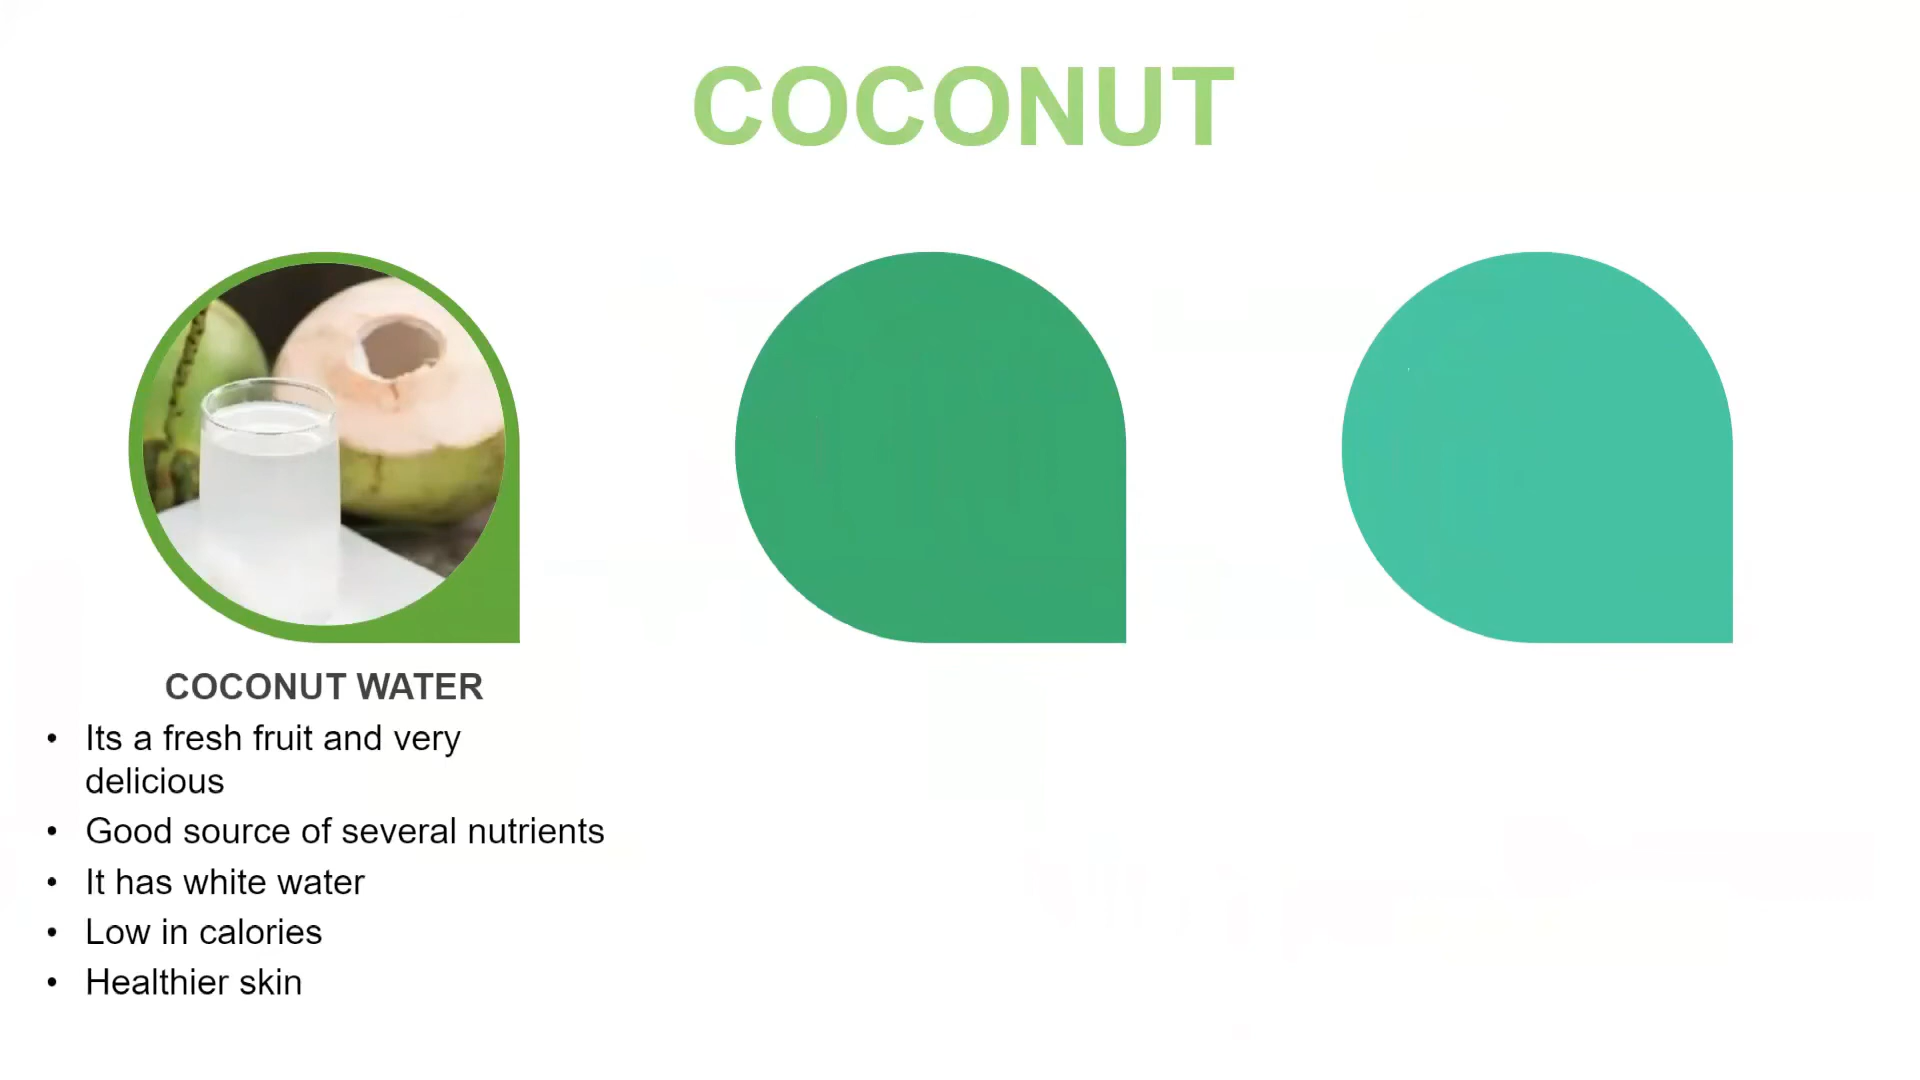 COCONUT
COCONUT WATER
• Its a fresh fruit and very
delicious
• Good source of several nutrients
• It has white water
• Low in calories
• Healthier skin